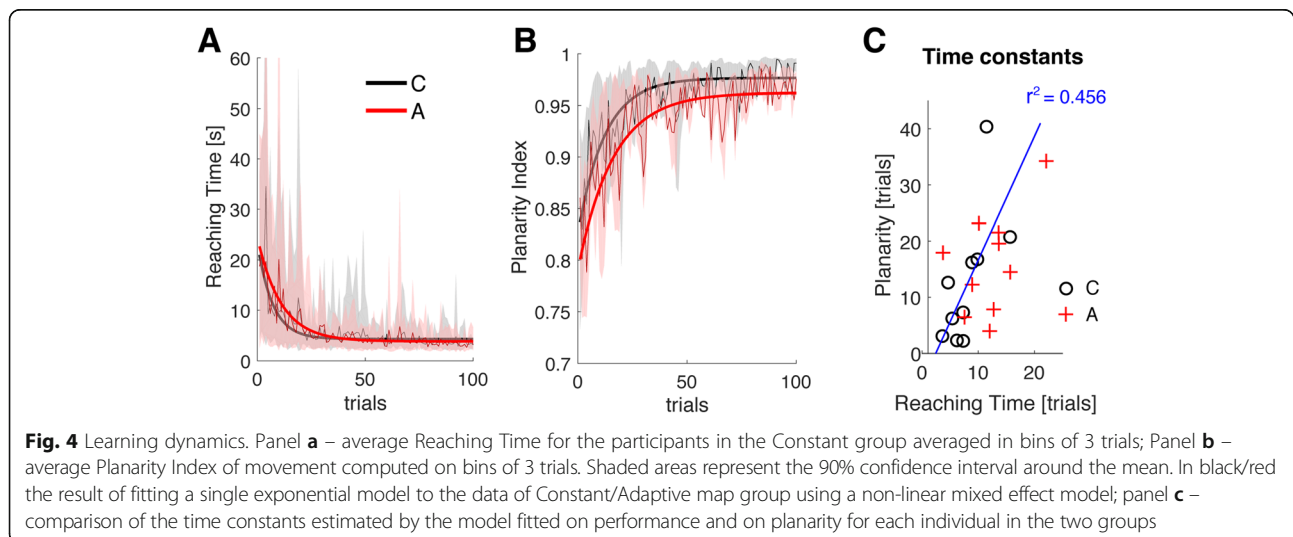 A
Reaching Time [s]
60
50
40
30
20
10
0
0
50
100
trials
C
A
B
Planarity Index
1
0.95
0.9
0.85
0.8
0.75
0.7
0
50
100
trials
C
Time constants
r² = 0.456
Planarity [trials]
40
30
20
10
0
0
10
20
Reaching Time [trials]
C
A
Fig. 4 Learning dynamics. Panel a – average Reaching Time for the participants in the Constant group averaged in bins of 3 trials; Panel b –
average Planarity Index of movement computed on bins of 3 trials. Shaded areas represent the 90% confidence interval around the mean. In black/red
the result of fitting a single exponential model to the data of Constant/Adaptive map group using a non-linear mixed effect model; panel c –
comparison of the time constants estimated by the model fitted on performance and on planarity for each individual in the two groups